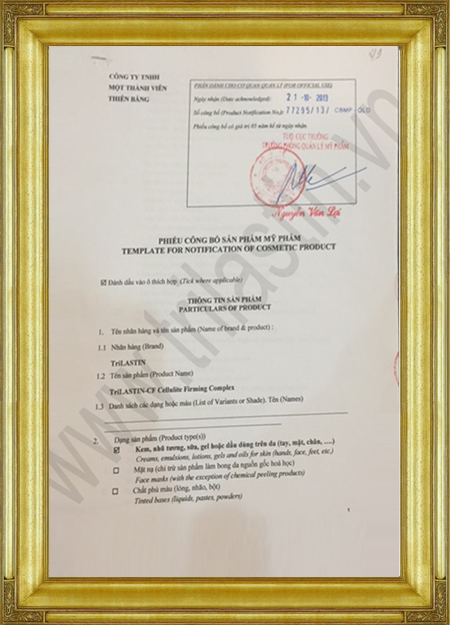 CÔNG TY TNHH
MỘT THÀNH VIÊN
THIÊN BẰNG
PHẦN DÀNH CHO CƠ QUAN QUẢN LÝ (FOR OFFICIAL USE)
Ngày nhận (Date acknowledged): 21-10-2013
Số công bố (Product Notification No.): 77295/13/ CBMP-QLD
Phiếu công bố có giá trị 05 năm kể từ ngày nhận.
TUQ. CỤC TRƯỞNG
TRƯỞNG PHÒNG QUẢN LÝ MỸ PHẨM
Nguyễn Văn Lợi
PHIẾU CÔNG BỐ SẢN PHẨM MỸ PHẨM
TEMPLATE FOR NOTIFICATION OF COSMETIC PRODUCT
☑ Đánh dấu vào ô thích hợp (Tick where applicable)
THÔNG TIN SẢN PHẨM
PARTICULARS OF PRODUCT
1. Tên nhãn hàng và tên sản phẩm (Name of brand & product) :
1.1 Nhãn hàng (Brand)
TriLASTIN
1.2 Tên sản phẩm (Product Name)
TriLASTIN-CF Cellulite Firming Complex
1.3 Danh sách các dạng hoặc màu (List of Variants or Shade). Tên (Names)
2. Dạng sản phẩm (Product type(s))
☑ Kem, nhũ tương, sữa, gel hoặc dầu dùng trên da (tay, mặt, chân, ....)
Creams, emulsions, lotions, gels and oils for skin (hands, face, feet, etc.)
☐ Mặt nạ (chỉ trừ sản phẩm làm bong da nguồn gốc hoá học)
Face masks (with the exception of chemical peeling products)
☐ Chất phủ màu (lỏng, nhão, bột)
Tinted bases (liquids, pastes, powders)
1
www.trilastin.vn